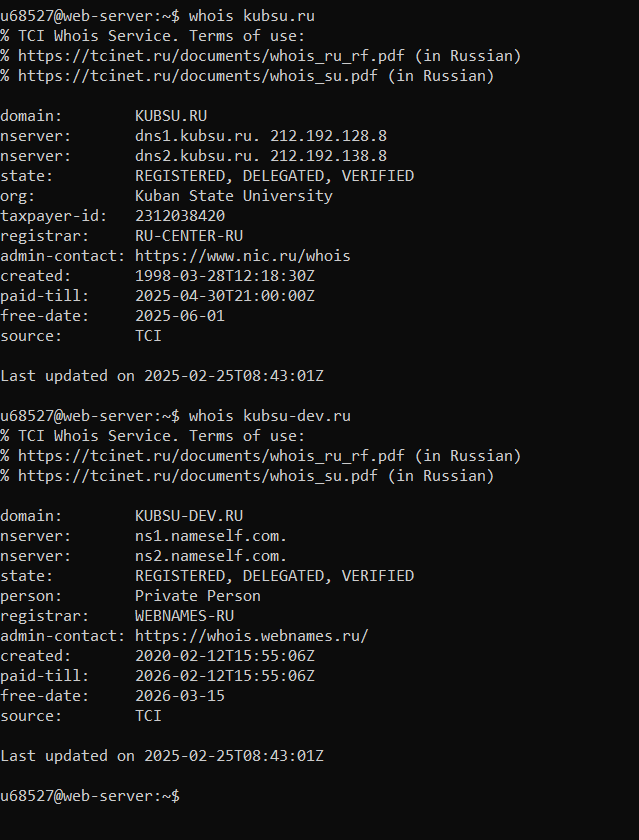 u68527@web-server:~$ whois kubsu.ru
% TCI Whois Service. Terms of use:
% https://tcinet.ru/documents/whois_ru_rf.pdf (in Russian)
% https://tcinet.ru/documents/whois_su.pdf (in Russian)

domain:        KUBSU.RU
nserver:       dns1.kubsu.ru. 212.192.128.8
nserver:       dns2.kubsu.ru. 212.192.138.8
state:         REGISTERED, DELEGATED, VERIFIED
org:           Kuban State University
taxpayer-id:   2312038420
registrar:     RU-CENTER-RU
admin-contact: https://www.nic.ru/whois
created:       1998-03-28T12:18:30Z
paid-till:     2025-04-30T21:00:00Z
free-date:     2025-06-01
source:        TCI

Last updated on 2025-02-25T08:43:01Z

u68527@web-server:~$ whois kubsu-dev.ru
% TCI Whois Service. Terms of use:
% https://tcinet.ru/documents/whois_ru_rf.pdf (in Russian)
% https://tcinet.ru/documents/whois_su.pdf (in Russian)

domain:        KUBSU-DEV.RU
nserver:       ns1.nameself.com.
nserver:       ns2.nameself.com.
state:         REGISTERED, DELEGATED, VERIFIED
person:        Private Person
registrar:     WEBNAMES-RU
admin-contact: https://whois.webnames.ru/
created:       2020-02-12T15:55:06Z
paid-till:     2026-02-12T15:55:06Z
free-date:     2026-03-15
source:        TCI

Last updated on 2025-02-25T08:43:01Z

u68527@web-server:~$